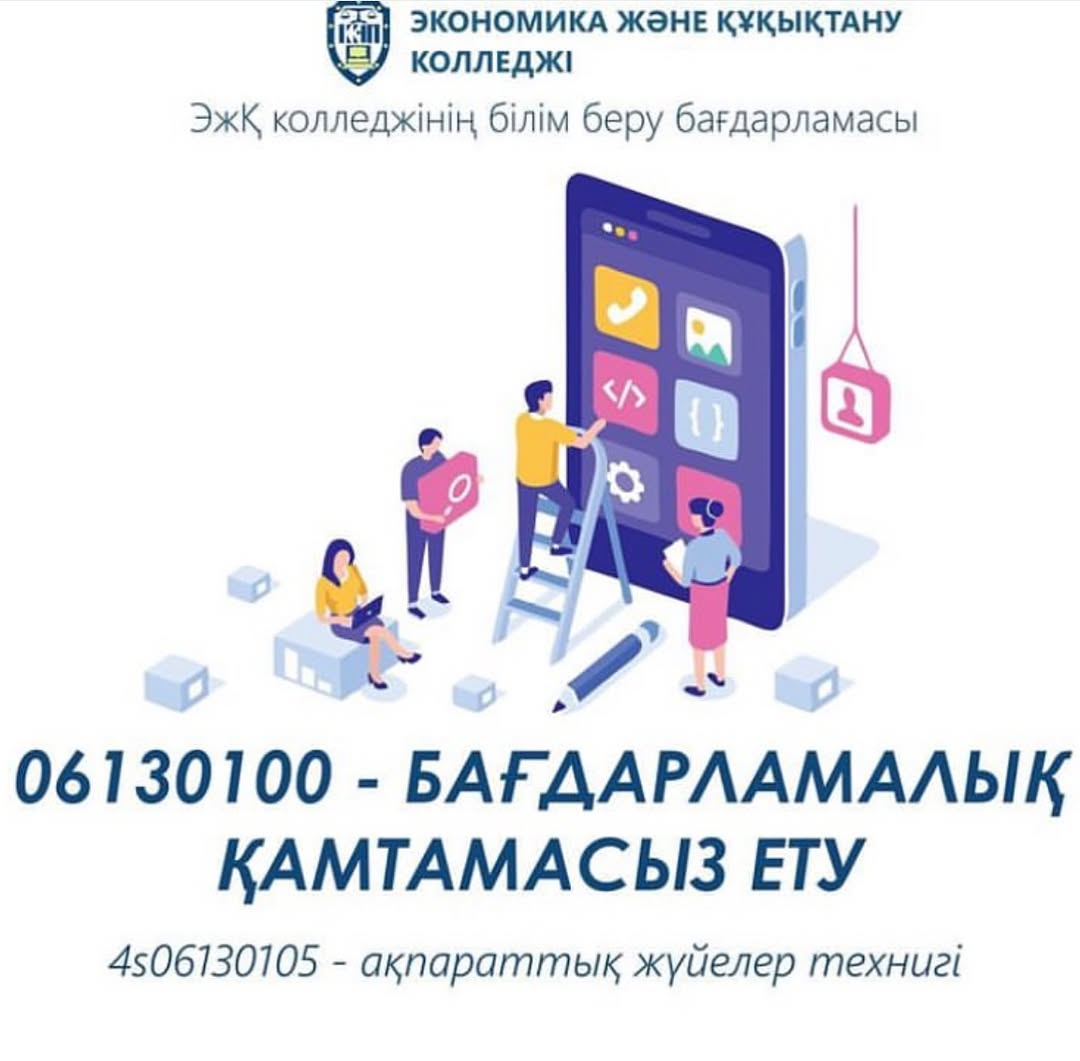 ЭКОНОМИКА ЖӘНЕ ҚҰҚЫҚТАНУ
КОЛЛЕДЖІ
ЭжҚ колледжінің білім беру бағдарламасы
06130100 - БАҒДАРЛАМАЛЫҚ
ҚАМТАМАСЫЗ ЕТУ
4s06130105 - ақпараттық жүйелер технигі